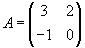 A = ( 3 2
-1 0 )